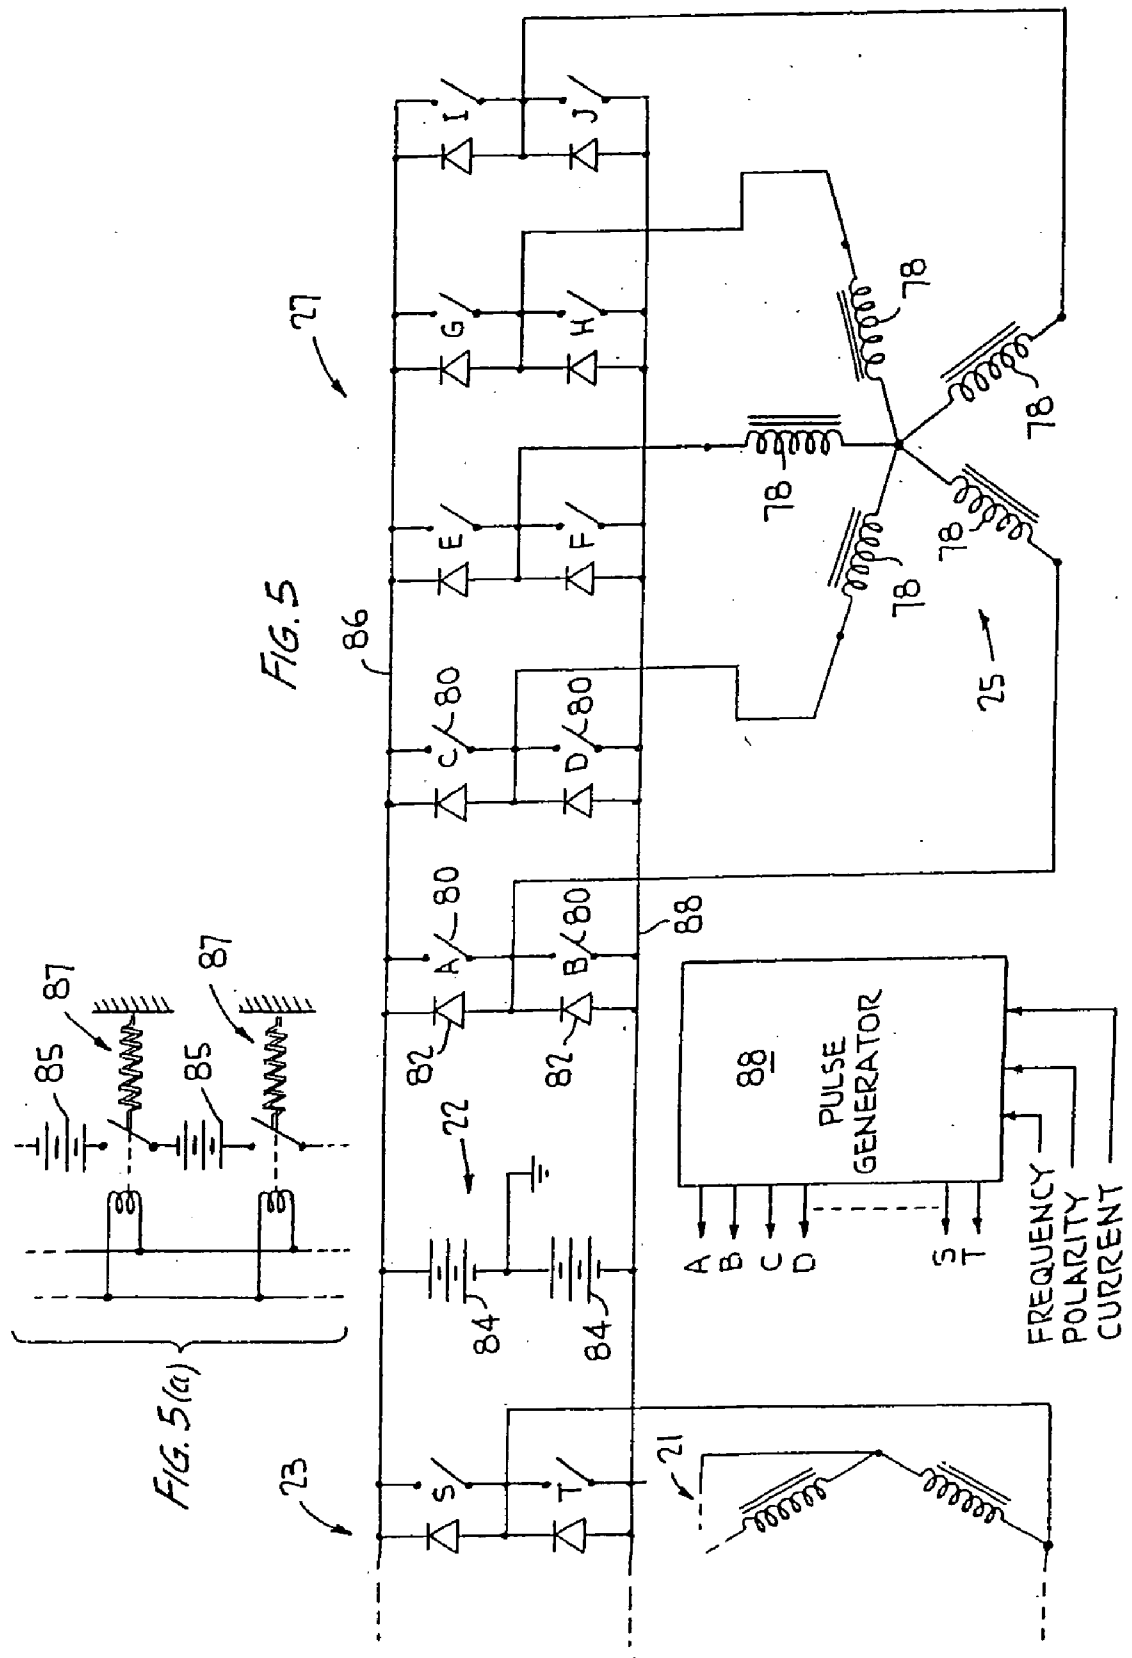 FIG. 5
FIG. 5(a)
85
87
85
87
23
22
86
27
S
T
84
84
82
82
A
80
B
80
C
80
D
80
E
F
G
H
I
J
88
21
88
PULSE
GENERATOR
A
B
C
D
S
T
FREQUENCY
POLARITY
CURRENT
25
78
78
78
78
78